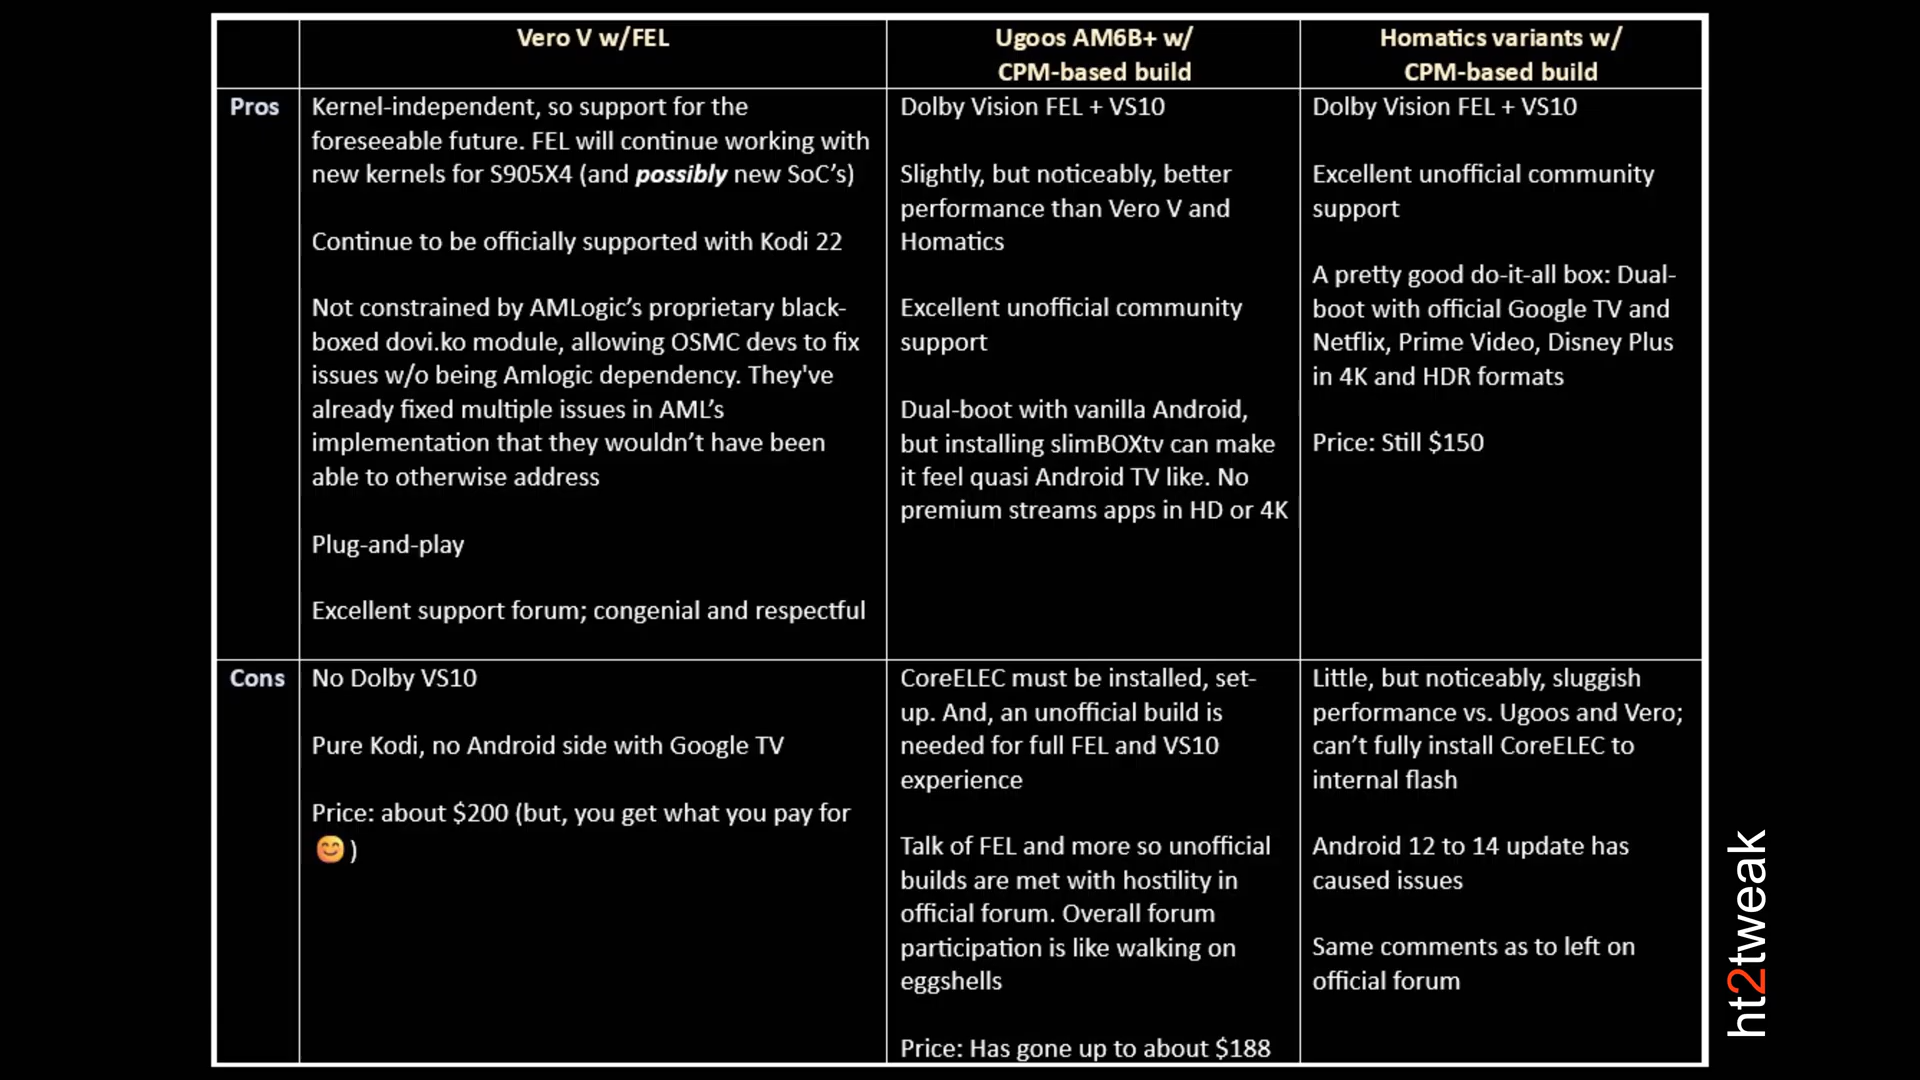 Vero V w/FEL
Ugoos AM6B+ w/
CPM-based build
Homatics variants w/
CPM-based build
Pros
Kernel-independent, so support for the
foreseeable future. FEL will continue working with
new kernels for S905X4 (and possibly new SoC’s)
Continue to be officially supported with Kodi 22
Not constrained by AMLogic’s proprietary black-
boxed dovi.ko module, allowing OSMC devs to fix
issues w/o being Amlogic dependency. They've
already fixed multiple issues in AML’s
implementation that they wouldn’t have been
able to otherwise address
Plug-and-play
Excellent support forum; congenial and respectful
Dolby Vision FEL + VS10
Slightly, but noticeably, better
performance than Vero V and
Homatics
Excellent unofficial community
support
Dual-boot with vanilla Android,
but installing slimBOXtv can make
it feel quasi Android TV like. No
premium streams apps in HD or 4K
Dolby Vision FEL + VS10
Excellent unofficial community
support
A pretty good do-it-all box: Dual-
boot with official Google TV and
Netflix, Prime Video, Disney Plus
in 4K and HDR formats
Price: Still $150
Cons
No Dolby VS10
Pure Kodi, no Android side with Google TV
Price: about $200 (but, you get what you pay for
😊)
CoreELEC must be installed, set-
up. And, an unofficial build is
needed for full FEL and VS10
experience
Talk of FEL and more so unofficial
builds are met with hostility in
official forum. Overall forum
participation is like walking on
eggshells
Price: Has gone up to about $188
Little, but noticeably, sluggish
performance vs. Ugoos and Vero;
can’t fully install CoreELEC to
internal flash
Android 12 to 14 update has
caused issues
Same comments as to left on
official forum
ht2tweak